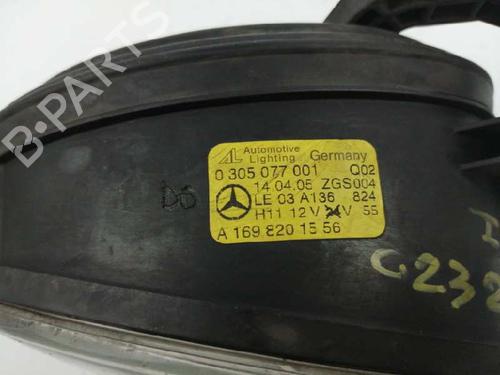 B-PARTS
AL Automotive Lighting Germany
0 305 077 001 Q02
14.04.05 ZGS004
LE 03 A136 824
H11 12V 24V 55
A 169 820 15 56
D6
C232